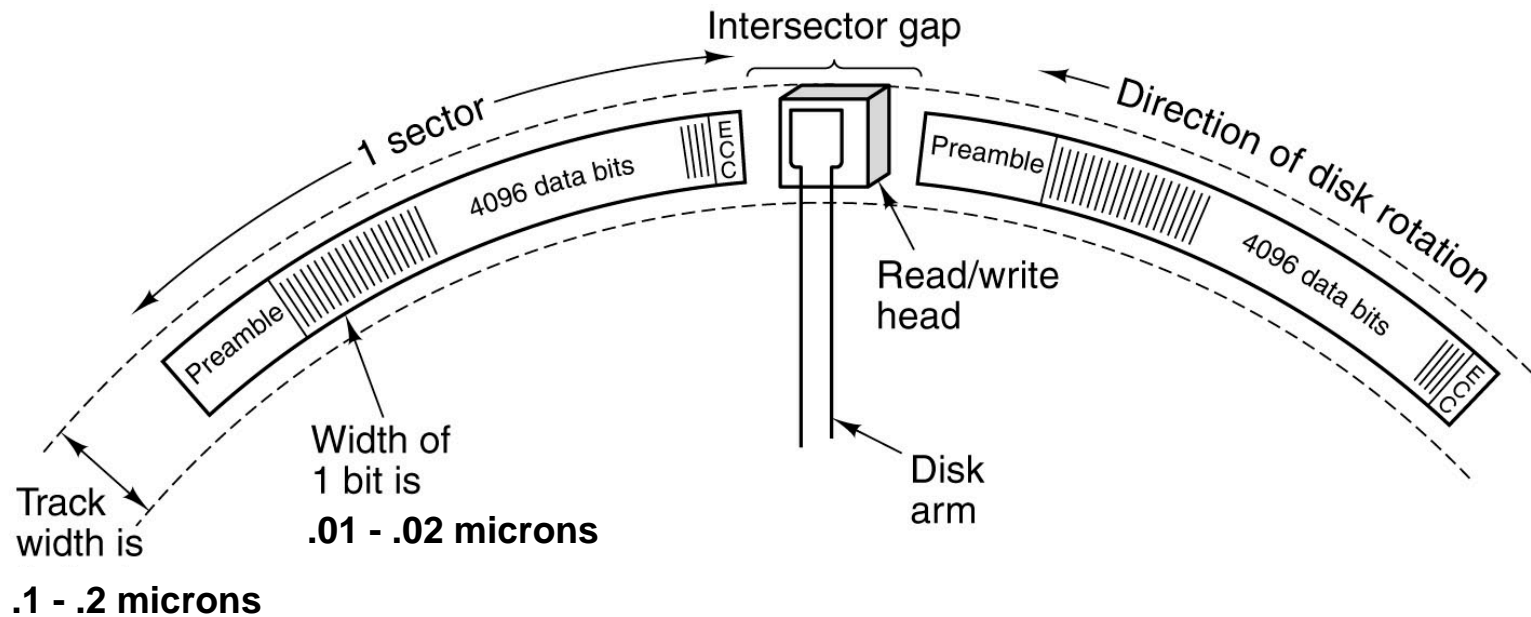 Intersector gap
1 sector
Direction of disk rotation
Preamble
4096 data bits
E
C
C
Preamble
4096 data bits
E
C
C
Read/write
head
Width of
1 bit is
.01 - .02 microns
Disk
arm
Track
width is
.1 - .2 microns